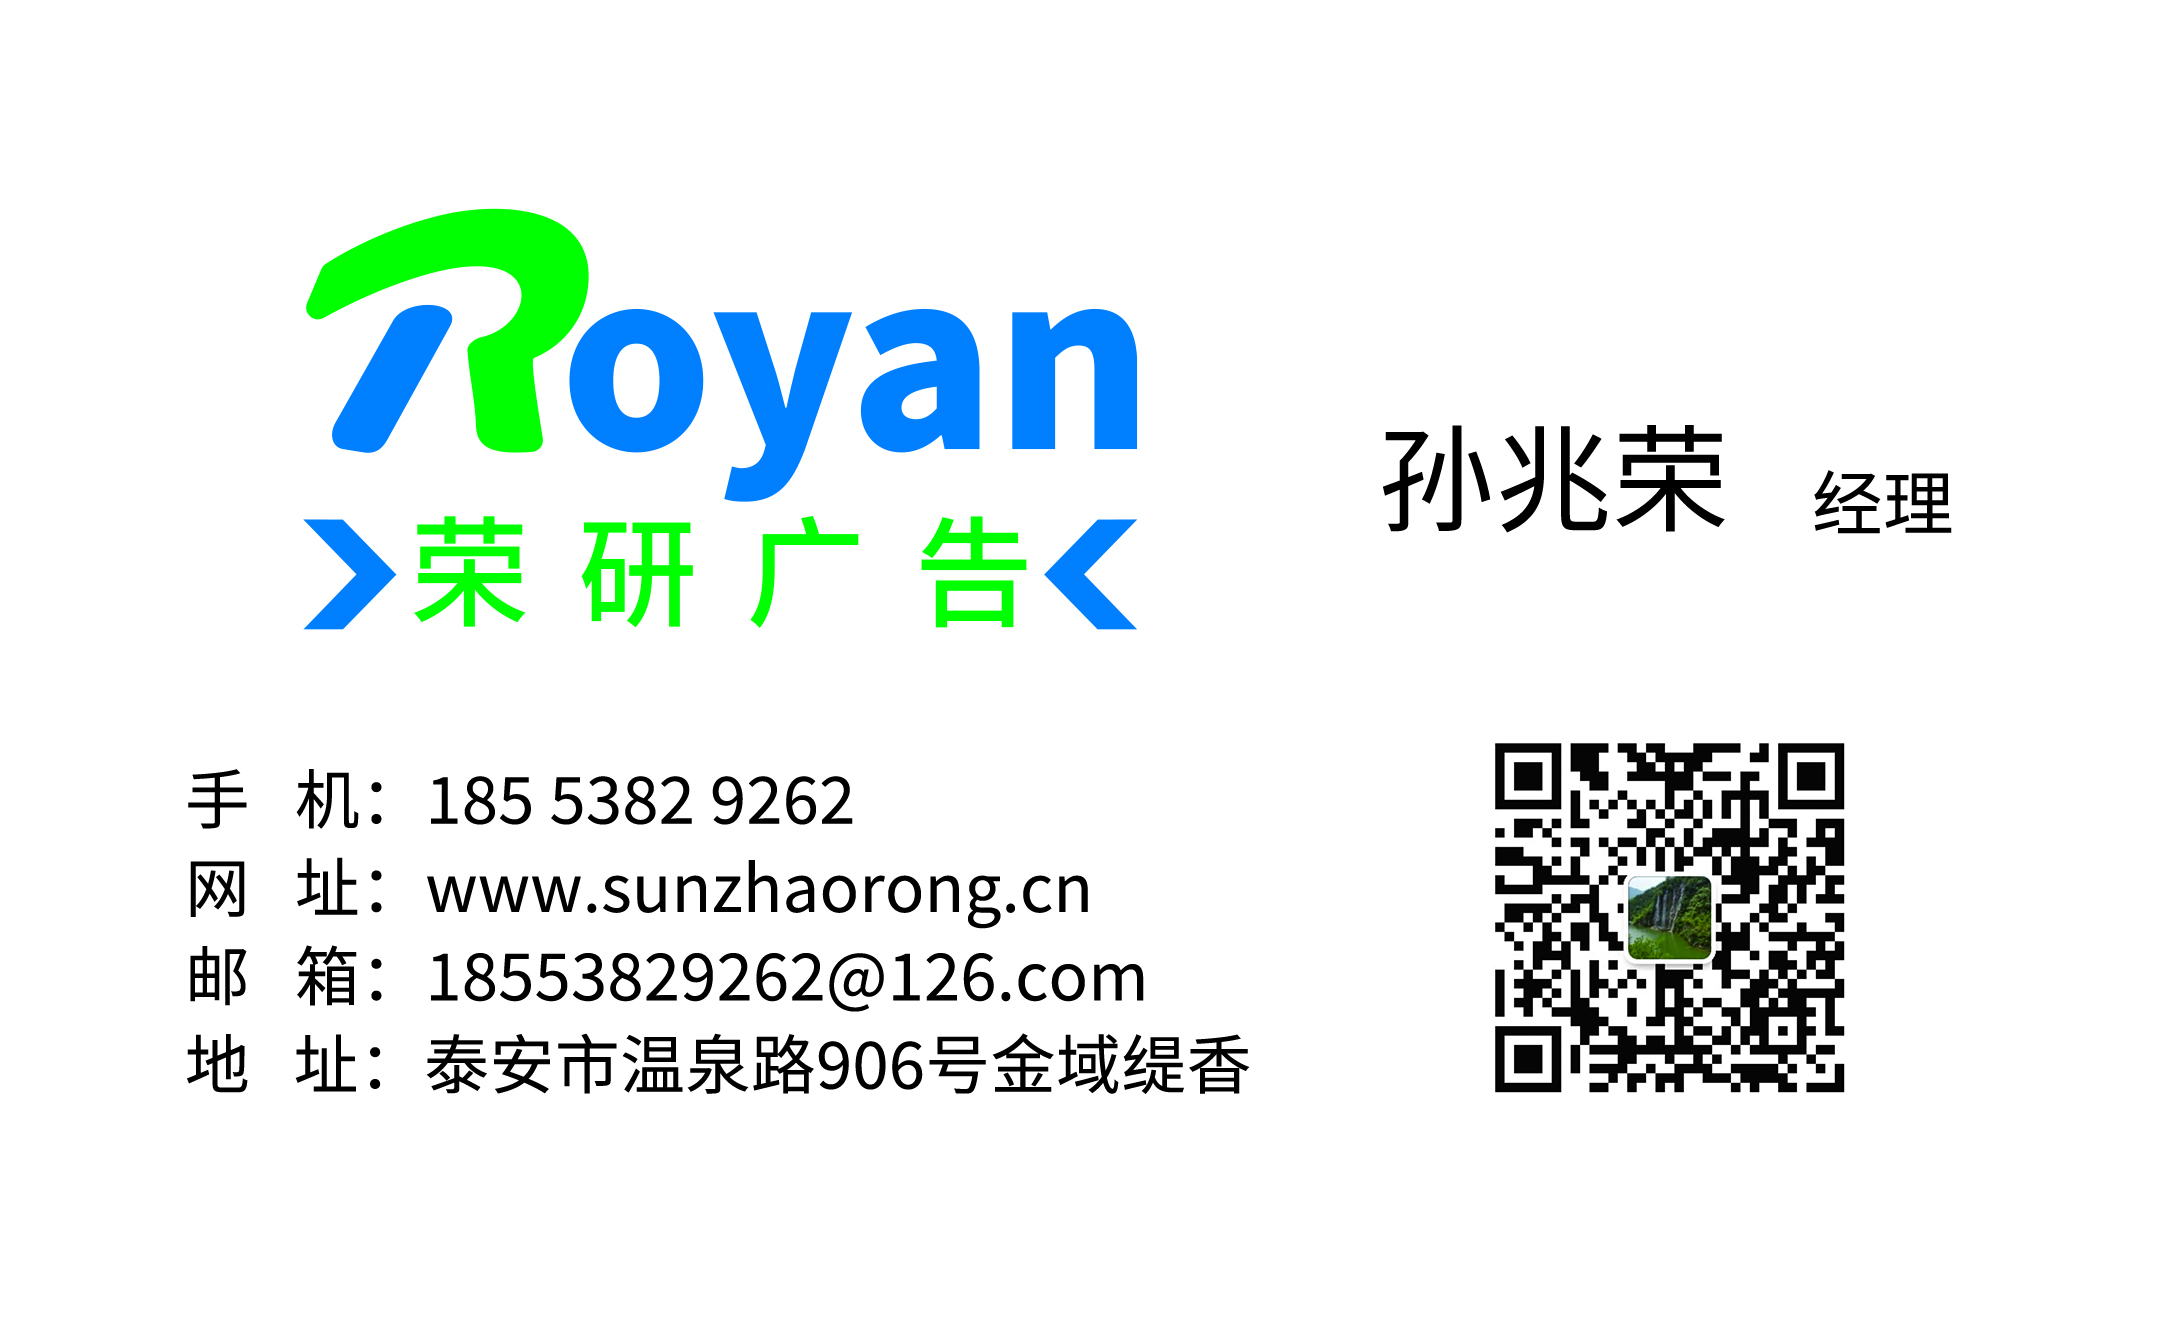 Royan
荣研广告
孙兆荣 经理
手 机：185 5382 9262
网 址：www.sunzhaorong.cn
邮 箱：18553829262@126.com
地 址：泰安市温泉路906号金域缇香